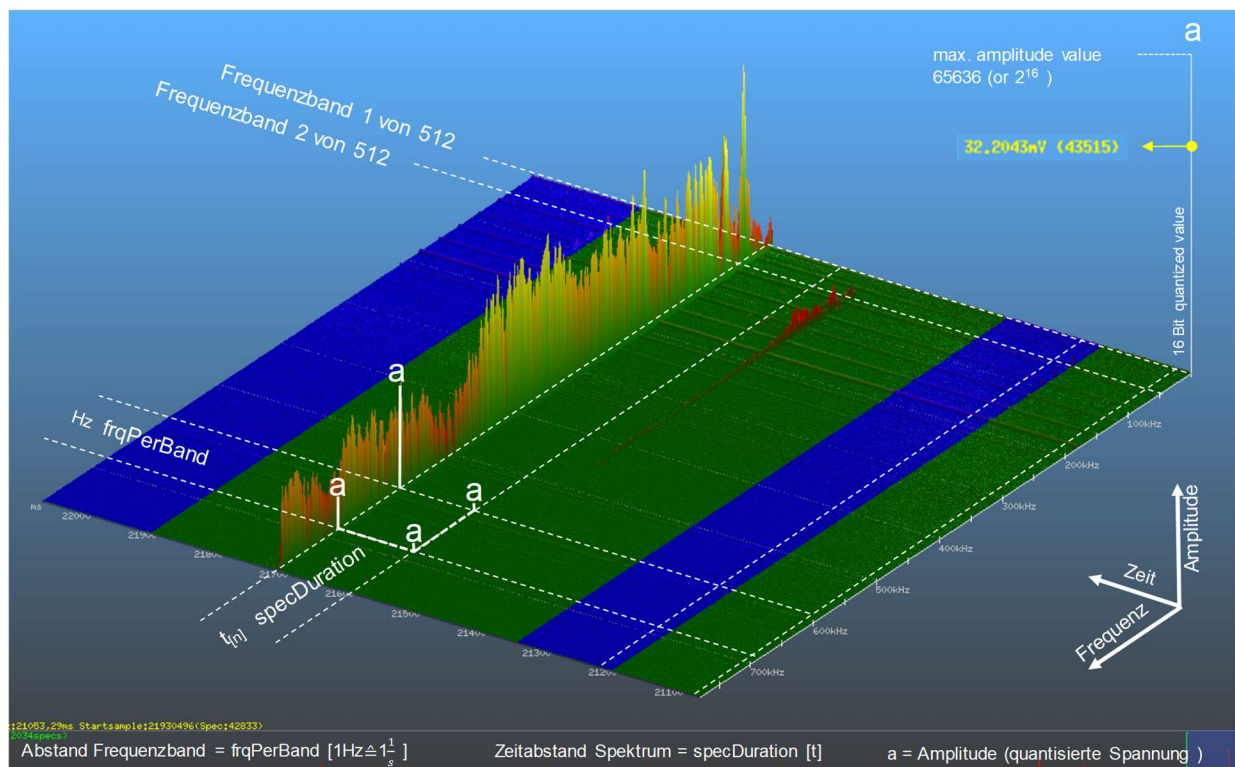 a
max. amplitude value
65636 (or 2¹⁶ )
Frequenzband 1 von 512
Frequenzband 2 von 512
32.2043mV (43515)
16 Bit quantized value
a
Hz frqPerBand
a
a
a
ms
22000
21900
21800
21700
21600
21500
21400
21300
21200
21100
100kHz
200kHz
300kHz
400kHz
500kHz
600kHz
700kHz
t[n] specDuration
Amplitude
Zeit
Frequenz
:21053,29ms Startsample:21930496(Spec:42833)
2034specs)
Abstand Frequenzband = frqPerBand [1Hz≙1 1/s ]
Zeitabstand Spektrum = specDuration [t]
a = Amplitude (quantisierte Spannung )